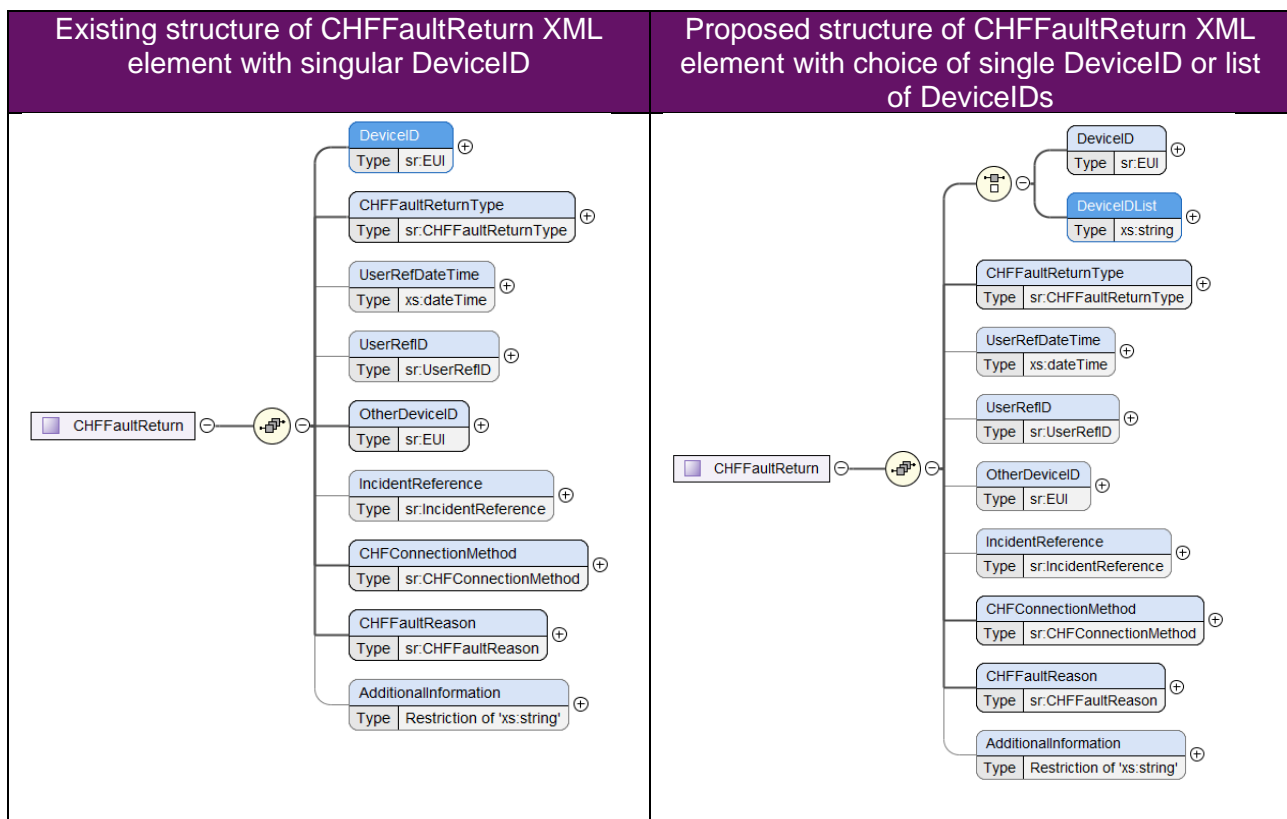 Existing structure of CHFFaultReturn XML
element with singular DeviceID
Proposed structure of CHFFaultReturn XML
element with choice of single DeviceID or list
of DeviceIDs
DeviceID
Type sr:EUI
CHFFaultReturnType
Type sr:CHFFaultReturnType
UserRefDateTime
Type xs:dateTime
UserRefID
Type sr:UserRefID
CHFFaultReturn
OtherDeviceID
Type sr:EUI
IncidentReference
Type sr:IncidentReference
CHFConnectionMethod
Type sr:CHFConnectionMethod
CHFFaultReason
Type sr:CHFFaultReason
AdditionalInformation
Type Restriction of 'xs:string'
DeviceID
Type sr:EUI
DeviceIDList
Type xs:string
CHFFaultReturnType
Type sr:CHFFaultReturnType
UserRefDateTime
Type xs:dateTime
UserRefID
Type sr:UserRefID
CHFFaultReturn
OtherDeviceID
Type sr:EUI
IncidentReference
Type sr:IncidentReference
CHFConnectionMethod
Type sr:CHFConnectionMethod
CHFFaultReason
Type sr:CHFFaultReason
AdditionalInformation
Type Restriction of 'xs:string'